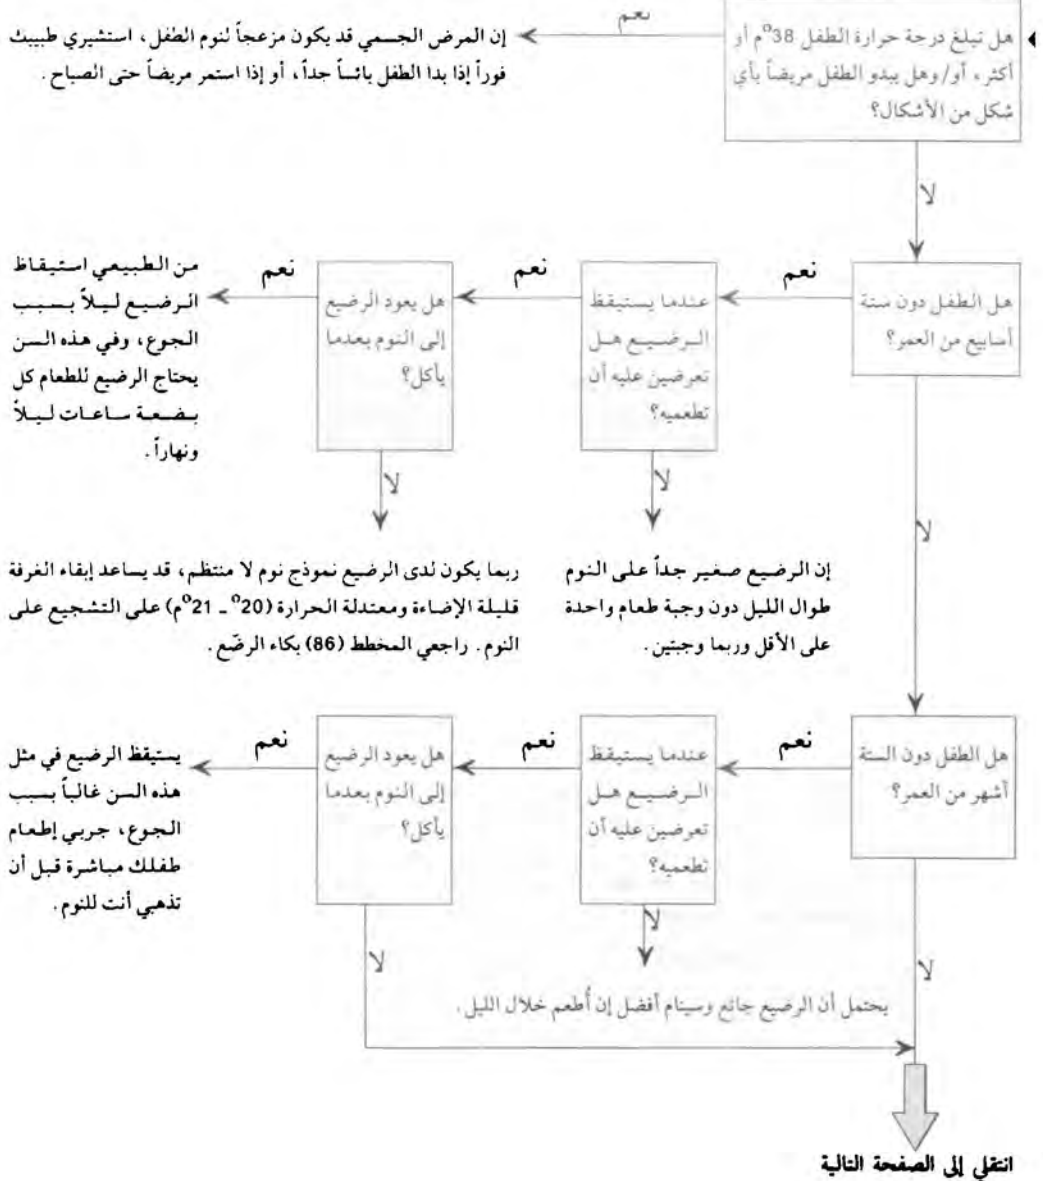 هل تبلغ درجة حرارة الطفل 38°م أو
أكثر، أو/ وهل يبدو الطفل مريضاً بأي
شكل من الأشكال؟
نعم
إن المرض الجسمي قد يكون مزعجاً لنوم الطفل، استشيري طبيبك
فوراً إذا بدا الطفل بائساً جداً، أو إذا استمر مريضاً حتى الصباح.
لا
هل الطفل دون ستة
أسابيع من العمر؟
نعم
عندما يستيقظ
الرضيع هل
تعرضين عليه أن
تطعميه؟
نعم
هل يعود الرضيع
إلى النوم بعدما
يأكل؟
نعم
من الطبيعي استيقاظ
الرضيع ليلاً بسبب
الجوع، وفي هذه السن
يحتاج الرضيع للطعام كل
بضعة ساعات ليلاً
ونهاراً.
لا
لا
لا
إن الرضيع صغير جداً على النوم
طوال الليل دون وجبة طعام واحدة
على الأقل وربما وجبتين.
ربما يكون لدى الرضيع نموذج نوم لا منتظم، قد يساعد إبقاء الغرفة
قليلة الإضاءة ومعتدلة الحرارة (20° ـ 21°م) على التشجيع على
النوم. راجعي المخطط (86) بكاء الرضّع.
هل الطفل دون الستة
أشهر من العمر؟
نعم
عندما يستيقظ
الرضيع هل
تعرضين عليه أن
تطعميه؟
نعم
هل يعود الرضيع
إلى النوم بعدما
يأكل؟
نعم
يستيقظ الرضيع في مثل
هذه السن غالباً بسبب
الجوع، جربي إطعام
طفلك مباشرة قبل أن
تذهبي أنت للنوم.
لا
لا
لا
يحتمل أن الرضيع جائع وسينام أفضل إن أُطعم خلال الليل.
انتقلي إلى الصفحة التالية